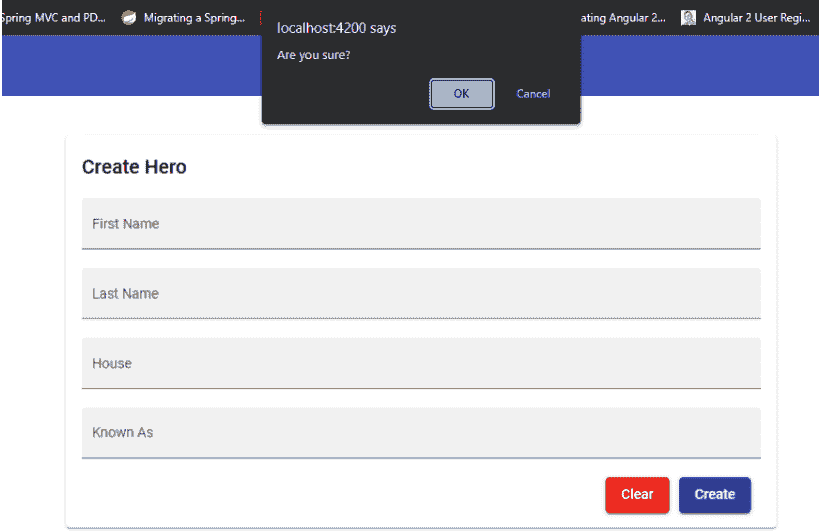 Spring MVC and PD... Migrating a Spring... ating Angular 2... Angular 2 User Regi...
localhost:4200 says
Are you sure?
OK Cancel
Create Hero
First Name
Last Name
House
Known As
Clear Create